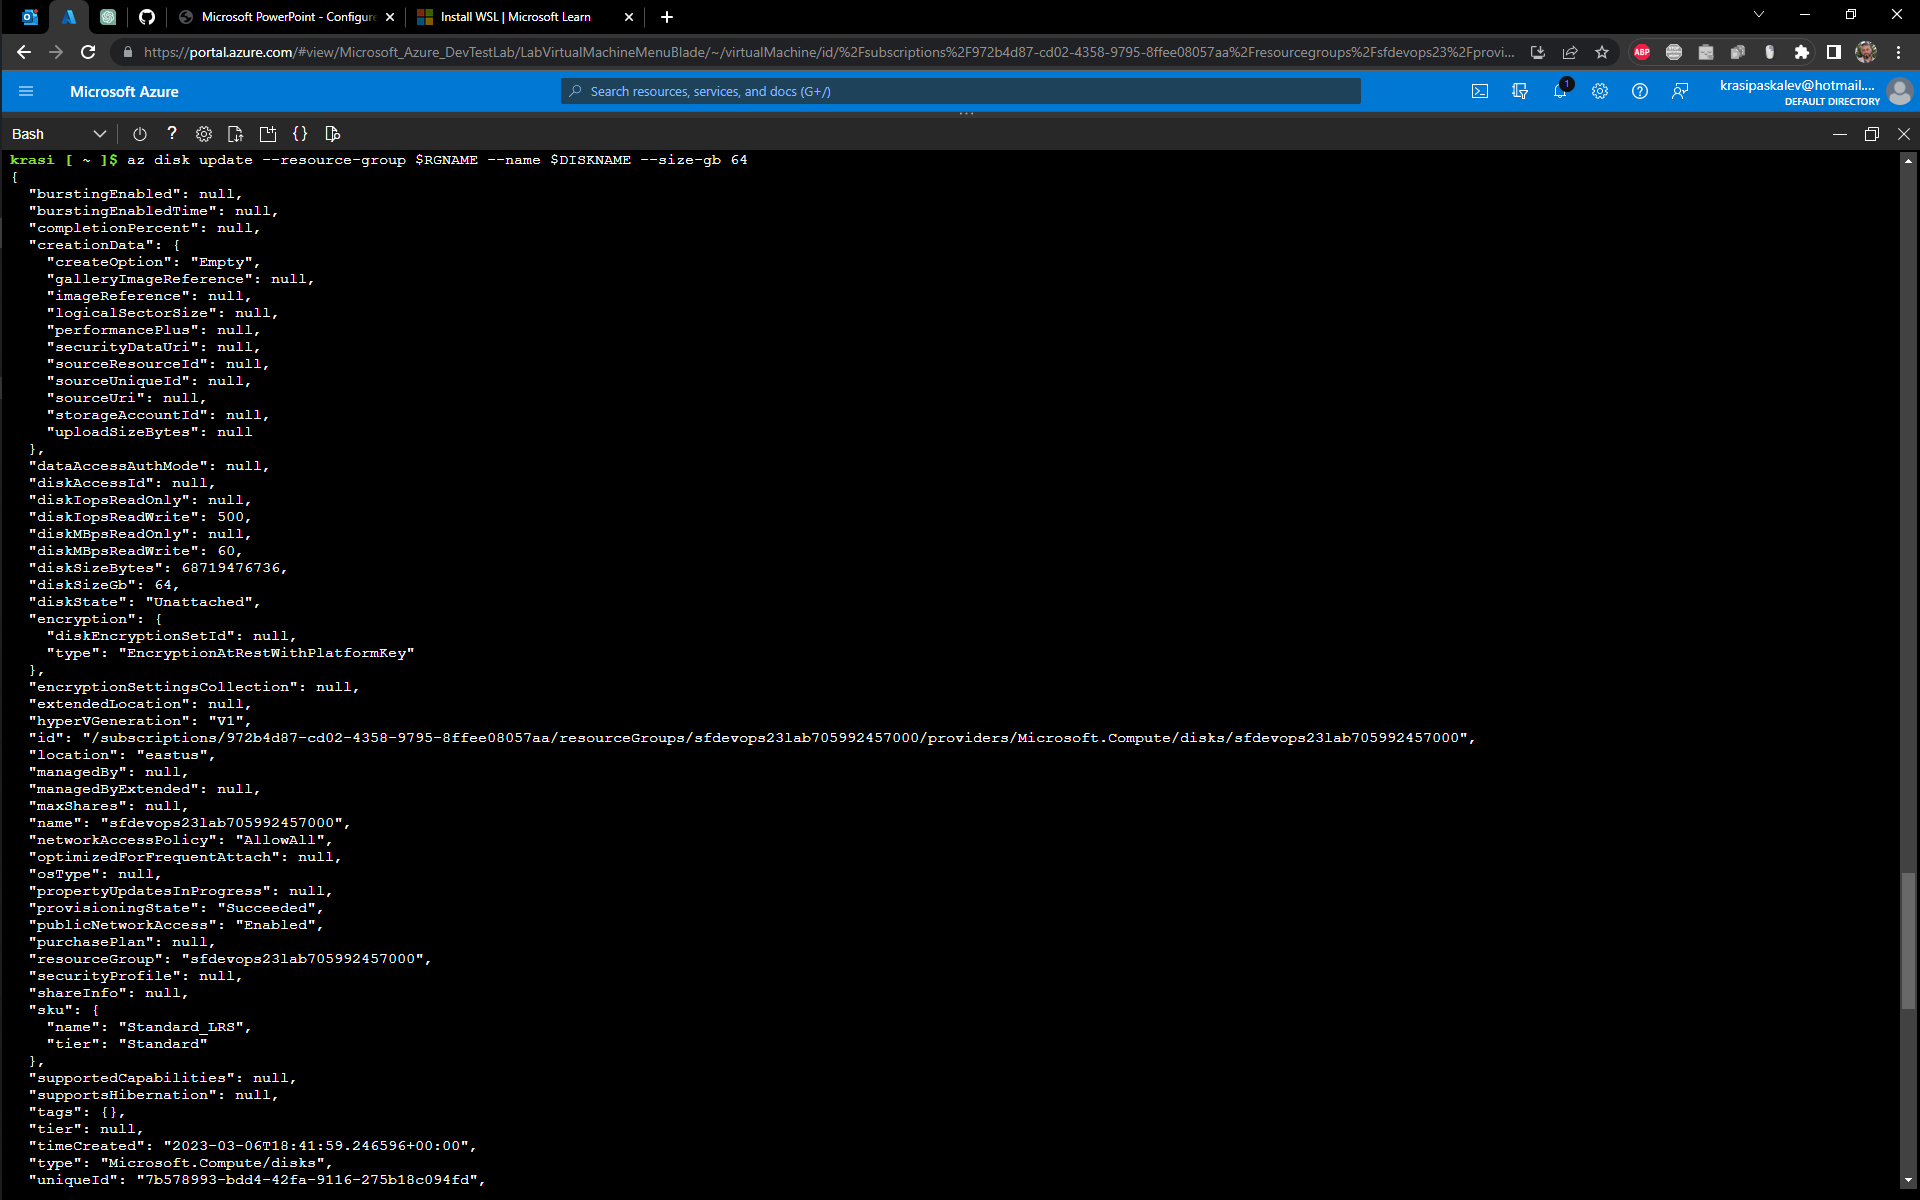 Microsoft PowerPoint - Configure
Install WSL | Microsoft Learn
https://portal.azure.com/#view/Microsoft_Azure_DevTestLab/LabVirtualMachineMenuBlade/~/virtualMachine/id/%2Fsubscriptions%2F972b4d87-cd02-4358-9795-8ffee08057aa%2Fresourcegroups%2Fsfdevops23%2Fprovi...
ABP
Microsoft Azure
Search resources, services, and docs (G+/)
1
krasipaskalev@hotmail....
DEFAULT DIRECTORY
Bash
krasi [ ~ ]$ az disk update --resource-group $RGNAME --name $DISKNAME --size-gb 64
{
"burstingEnabled": null,
"burstingEnabledTime": null,
"completionPercent": null,
"creationData": {
"createOption": "Empty",
"galleryImageReference": null,
"imageReference": null,
"logicalSectorSize": null,
"performancePlus": null,
"securityDataUri": null,
"sourceResourceId": null,
"sourceUniqueId": null,
"sourceUri": null,
"storageAccountId": null,
"uploadSizeBytes": null
},
"dataAccessAuthMode": null,
"diskAccessId": null,
"diskIopsReadOnly": null,
"diskIopsReadWrite": 500,
"diskMBpsReadOnly": null,
"diskMBpsReadWrite": 60,
"diskSizeBytes": 68719476736,
"diskSizeGb": 64,
"diskState": "Unattached",
"encryption": {
"diskEncryptionSetId": null,
"type": "EncryptionAtRestWithPlatformKey"
},
"encryptionSettingsCollection": null,
"extendedLocation": null,
"hyperVGeneration": "V1",
"id": "/subscriptions/972b4d87-cd02-4358-9795-8ffee08057aa/resourceGroups/sfdevops23lab705992457000/providers/Microsoft.Compute/disks/sfdevops23lab705992457000",
"location": "eastus",
"managedBy": null,
"managedByExtended": null,
"maxShares": null,
"name": "sfdevops23lab705992457000",
"networkAccessPolicy": "AllowAll",
"optimizedForFrequentAttach": null,
"osType": null,
"propertyUpdatesInProgress": null,
"provisioningState": "Succeeded",
"publicNetworkAccess": "Enabled",
"purchasePlan": null,
"resourceGroup": "sfdevops23lab705992457000",
"securityProfile": null,
"shareInfo": null,
"sku": {
"name": "Standard_LRS",
"tier": "Standard"
},
"supportedCapabilities": null,
"supportsHibernation": null,
"tags": {},
"tier": null,
"timeCreated": "2023-03-06T18:41:59.246596+00:00",
"type": "Microsoft.Compute/disks",
"uniqueId": "7b578993-bdd4-42fa-9116-275b18c094fd",